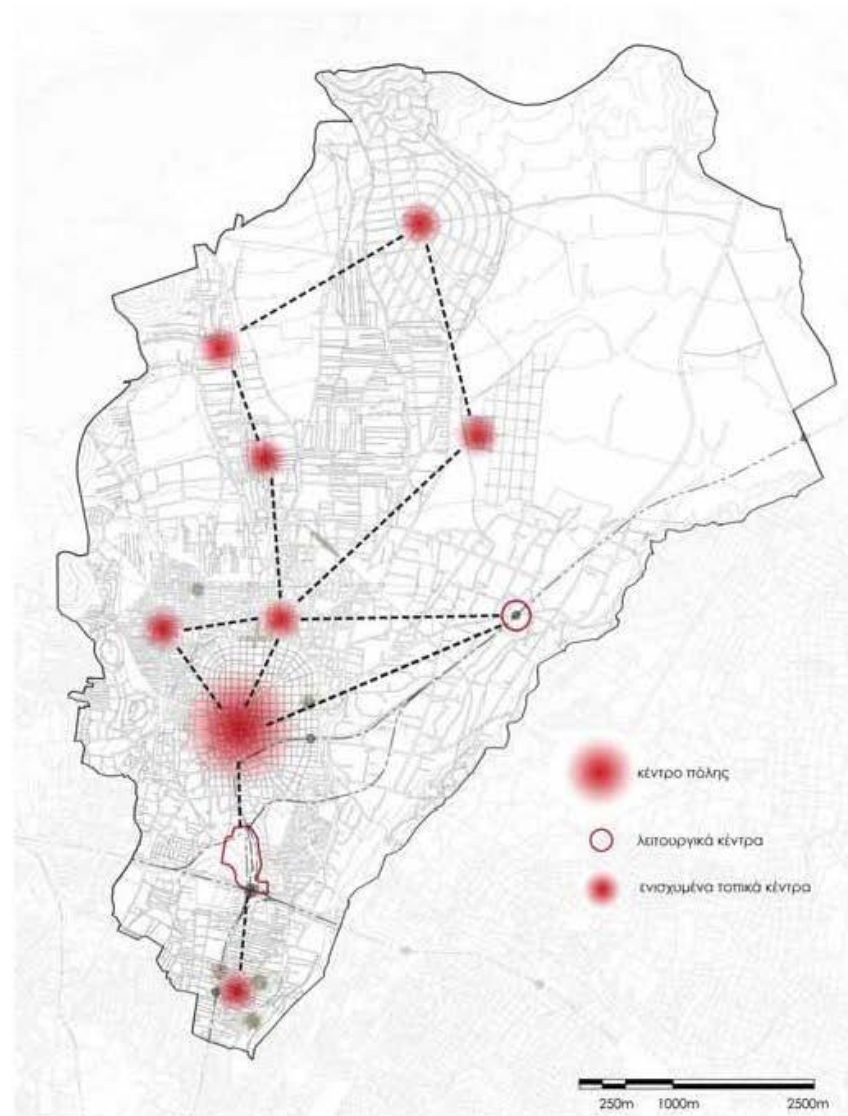 κέντρο πόλης
λειτουργικά κέντρα
ενισχυμένα τοπικά κέντρα
250m 1000m 2500m